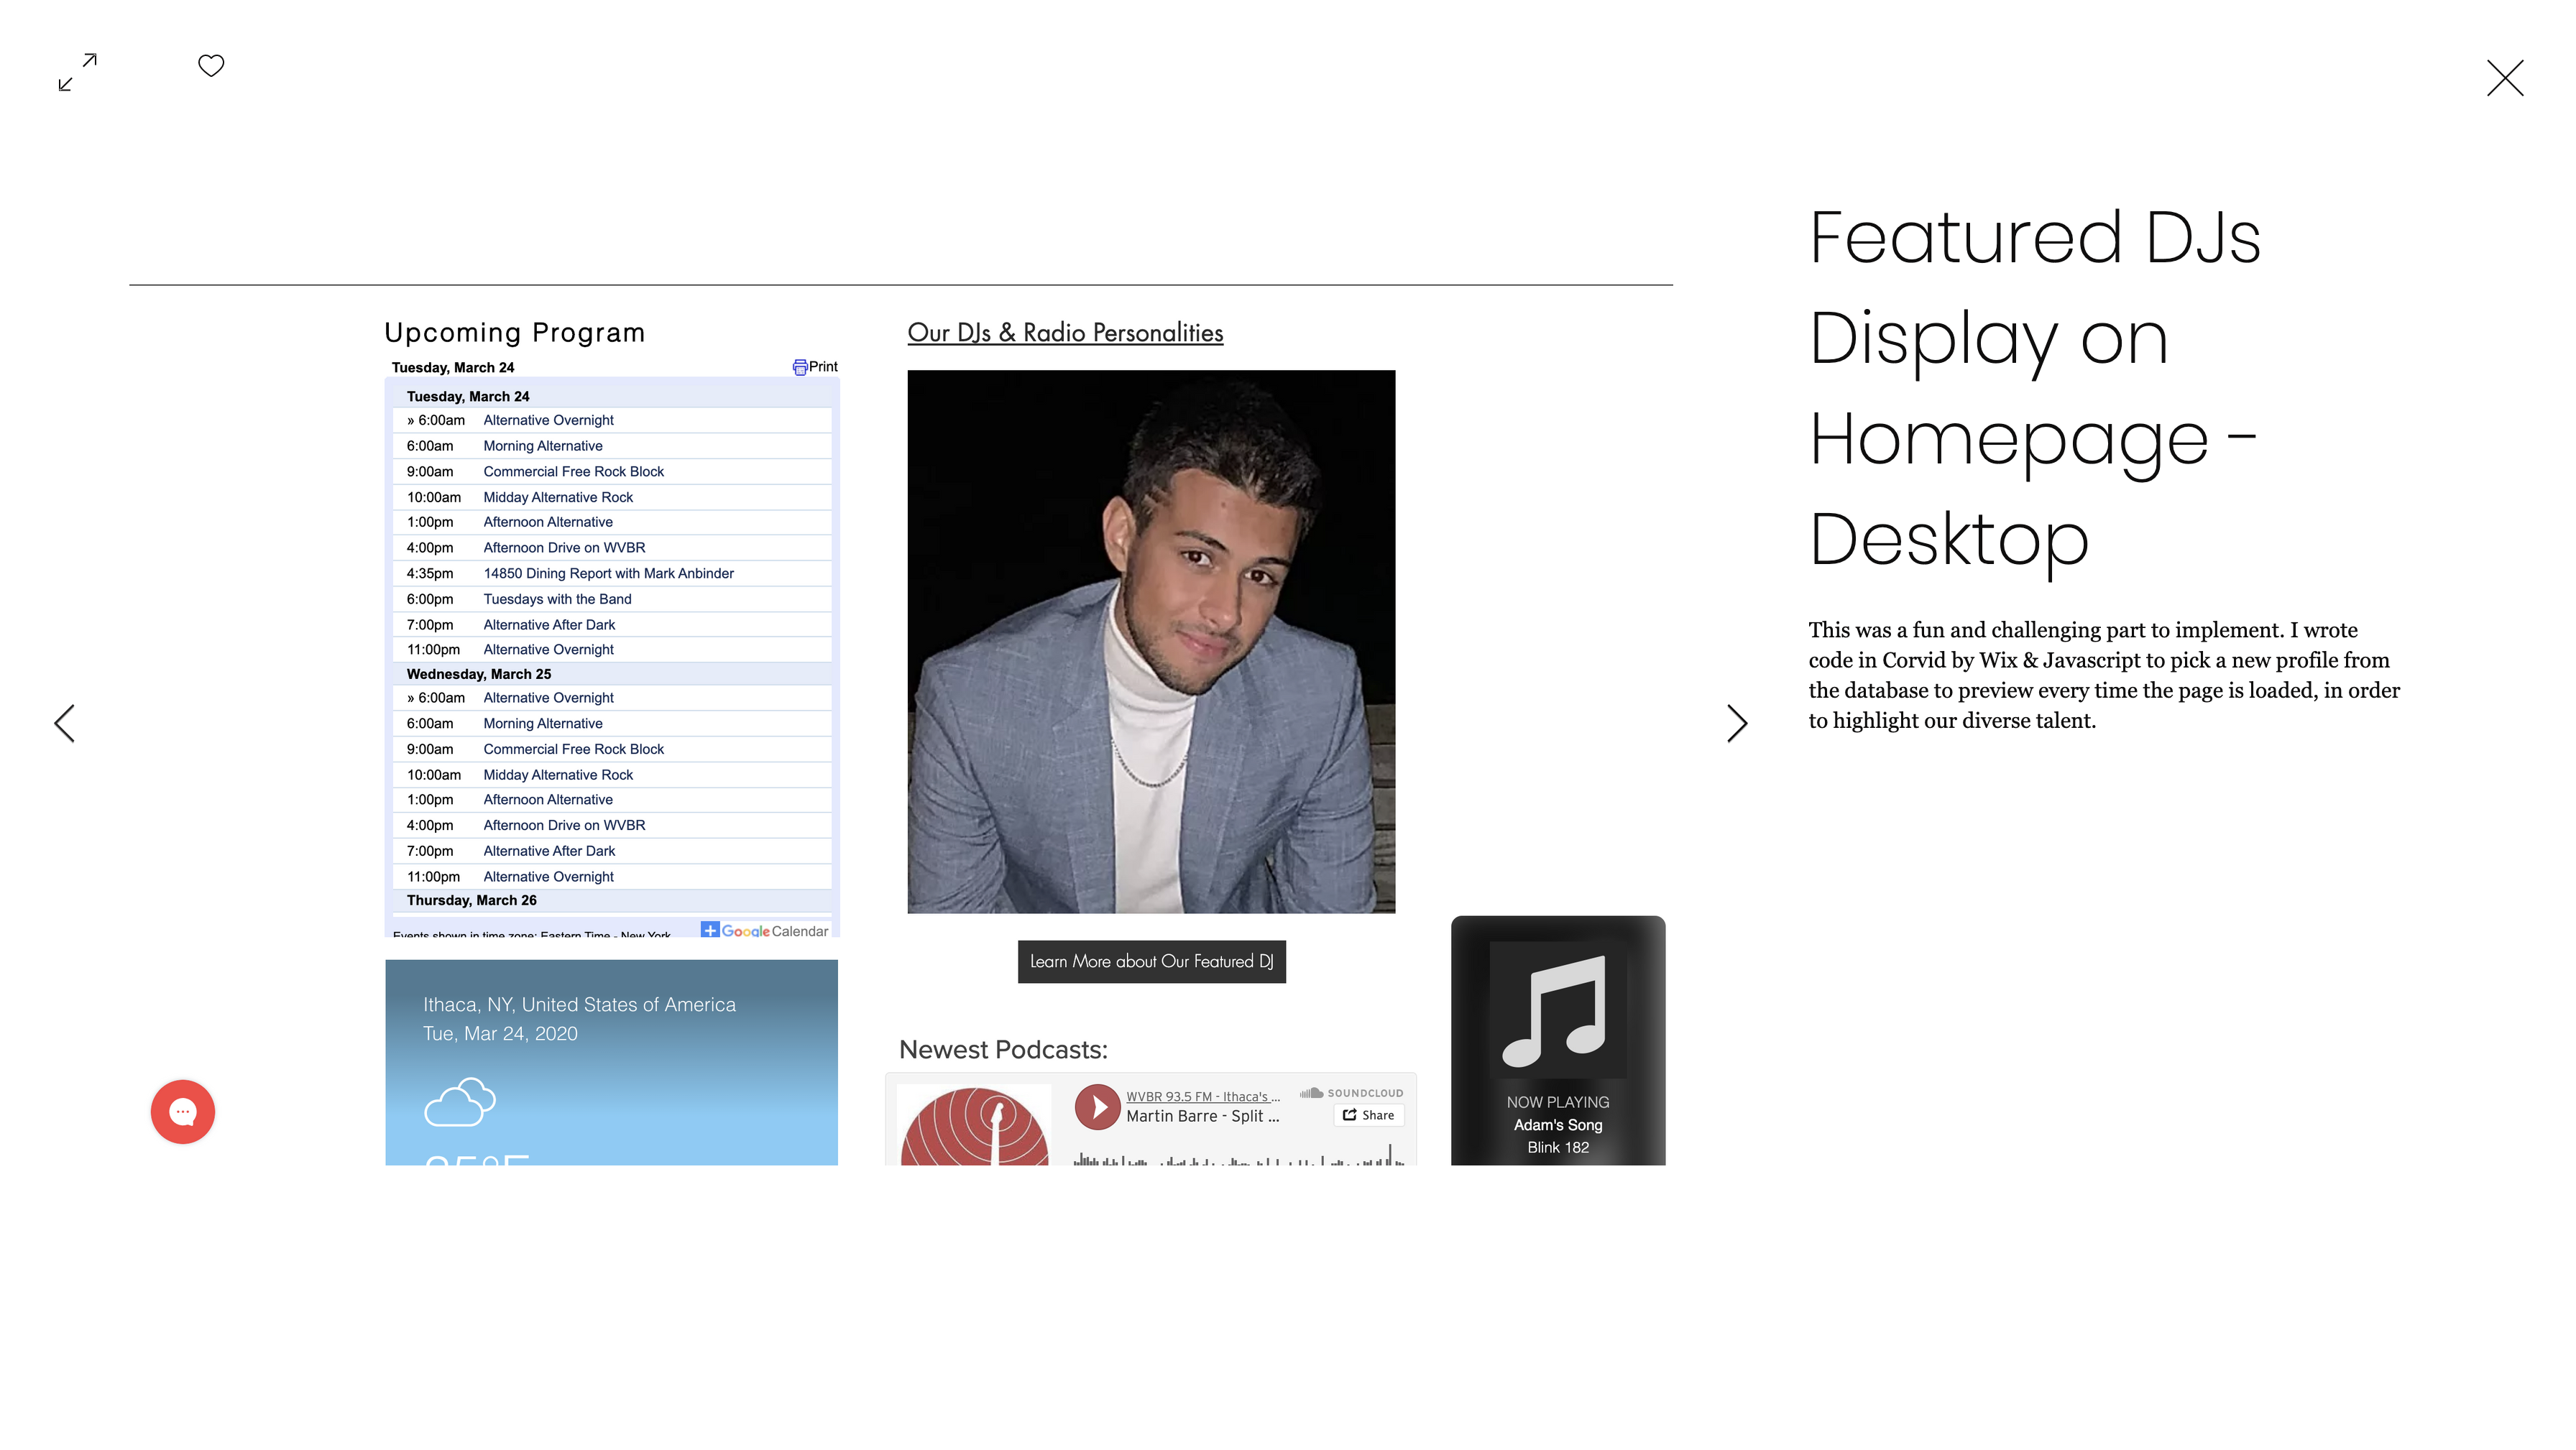 Upcoming Program
Tuesday, March 24
Print
Tuesday, March 24
» 6:00am Alternative Overnight
6:00am Morning Alternative
9:00am Commercial Free Rock Block
10:00am Midday Alternative Rock
1:00pm Afternoon Alternative
4:00pm Afternoon Drive on WVBR
4:35pm 14850 Dining Report with Mark Anbinder
6:00pm Tuesdays with the Band
7:00pm Alternative After Dark
11:00pm Alternative Overnight
Wednesday, March 25
» 6:00am Alternative Overnight
6:00am Morning Alternative
9:00am Commercial Free Rock Block
10:00am Midday Alternative Rock
1:00pm Afternoon Alternative
4:00pm Afternoon Drive on WVBR
7:00pm Alternative After Dark
11:00pm Alternative Overnight
Thursday, March 26
Events shown in time zone: Eastern Time - New York
Google Calendar
Ithaca, NY, United States of America
Tue, Mar 24, 2020
Our DJs & Radio Personalities
Learn More about Our Featured DJ
Newest Podcasts:
WVBR 93.5 FM - Ithaca's ...
SOUNDCLOUD
Martin Barre - Split ...
Share
NOW PLAYING
Adam's Song
Blink 182
Featured DJs
Display on
Homepage -
Desktop
This was a fun and challenging part to implement. I wrote
code in Corvid by Wix & Javascript to pick a new profile from
the database to preview every time the page is loaded, in order
to highlight our diverse talent.